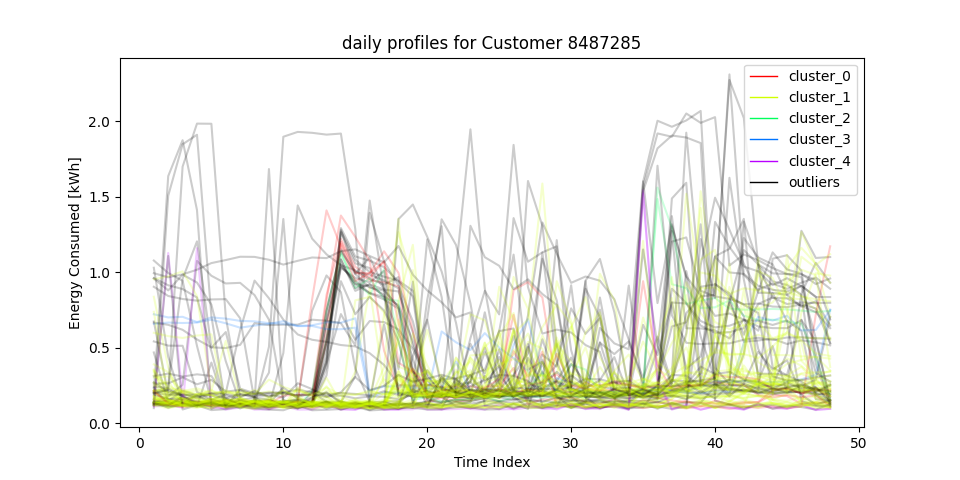 daily profiles for Customer 8487285
cluster_0
cluster_1
cluster_2
cluster_3
cluster_4
outliers
Energy Consumed [kWh]
2.0
1.5
1.0
0.5
0.0
0 10 20 30 40 50
Time Index